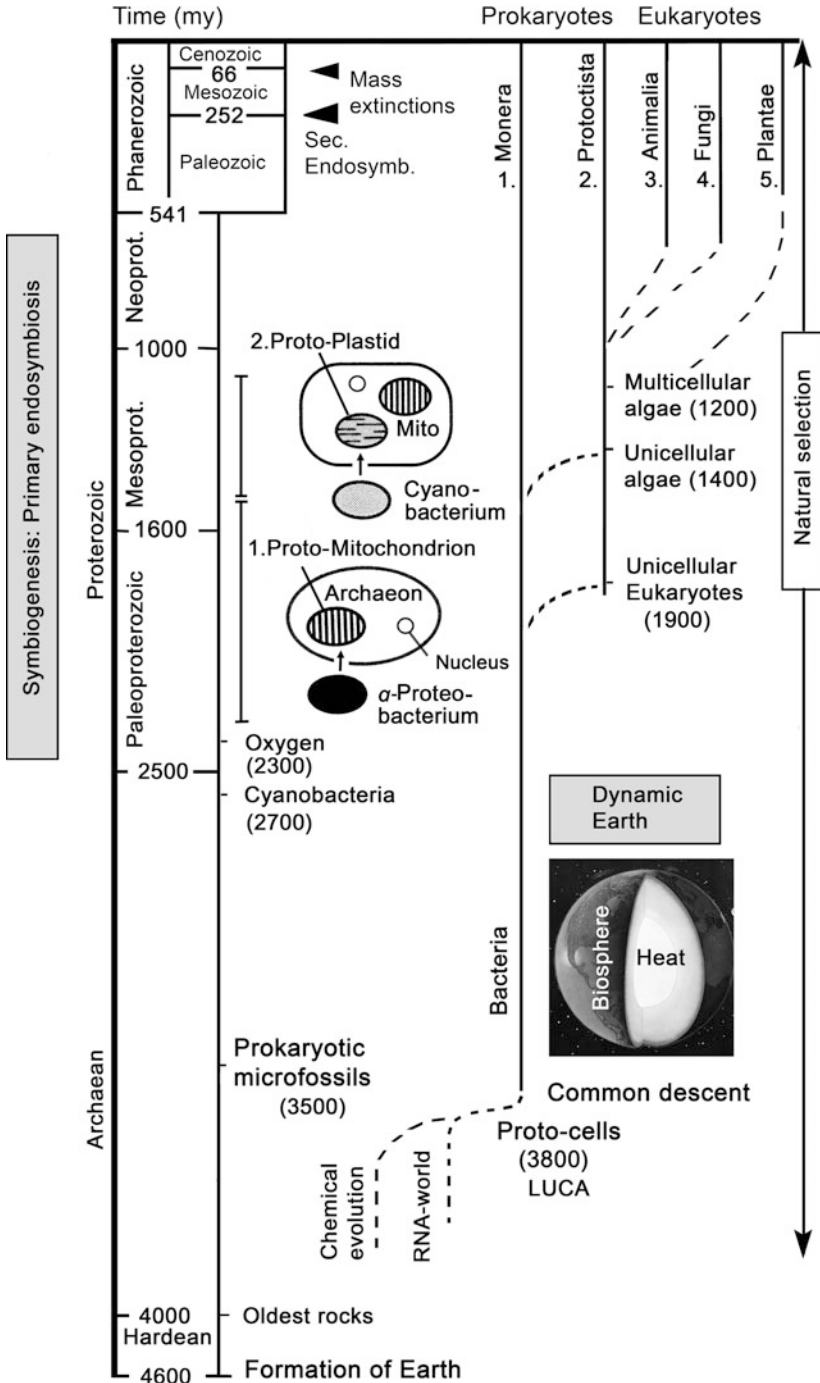 Time (my)
Prokaryotes
Eukaryotes
Phanerozoic
Cenozoic
66
Mesozoic
252
Paleozoic
541
Mass
extinctions
Sec.
Endosymb.
1. Monera
2. Protoctista
3. Animalia
4. Fungi
5. Plantae
Symbiogenesis: Primary endosymbiosis
Proterozoic
Neoprot.
1000
Mesoprot.
1600
Paleoproterozoic
2500
2.Proto-Plastid
Mito
Cyano-
bacterium
1.Proto-Mitochondrion
Archaeon
Nucleus
α-Proteo-
bacterium
Multicellular
algae (1200)
Unicellular
algae (1400)
Unicellular
Eukaryotes
(1900)
Natural selection
Oxygen
(2300)
Cyanobacteria
(2700)
Dynamic
Earth
Biosphere
Heat
Bacteria
Archaean
Prokaryotic
microfossils
(3500)
Common descent
Proto-cells
(3800)
LUCA
Chemical
evolution
RNA-world
4000
Oldest rocks
Hardean
4600
Formation of Earth